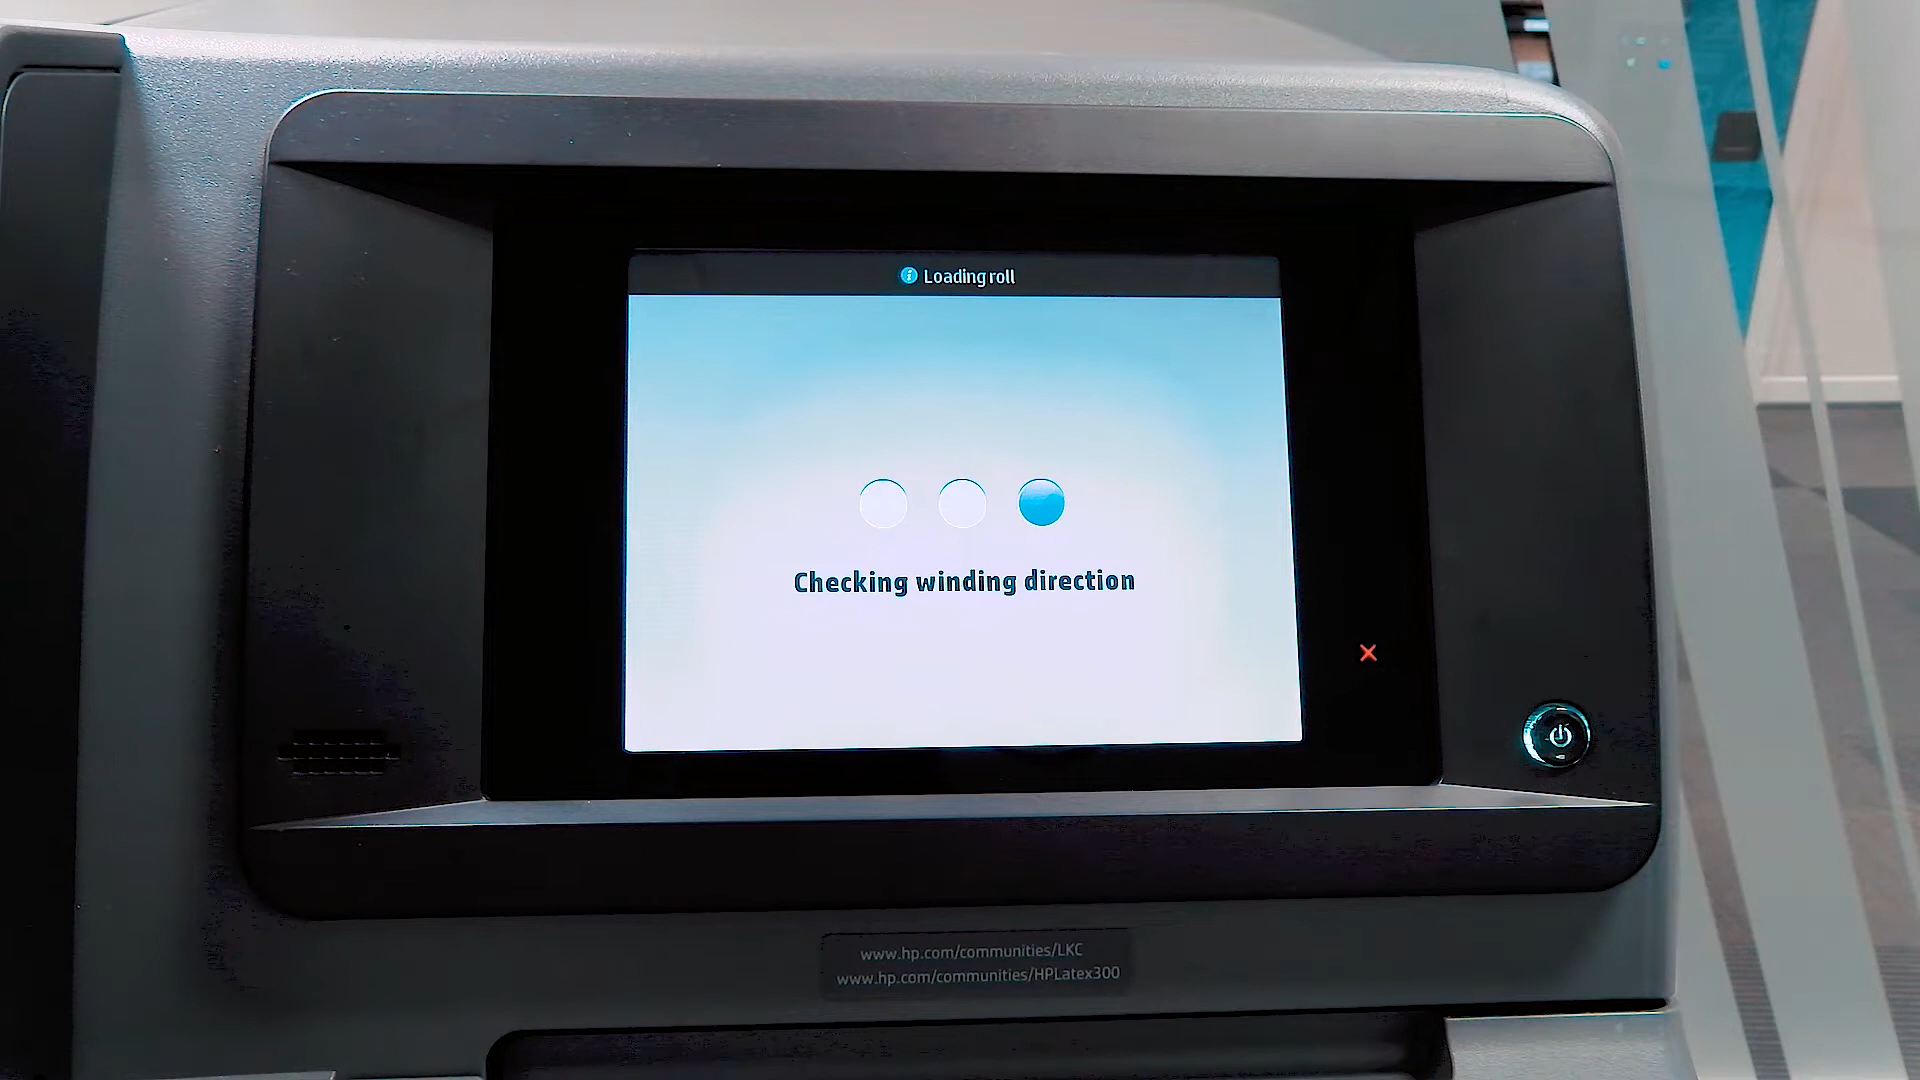 Loading roll
Checking winding direction
www.hp.com/communities/LKC
www.hp.com/communities/HPLatex300